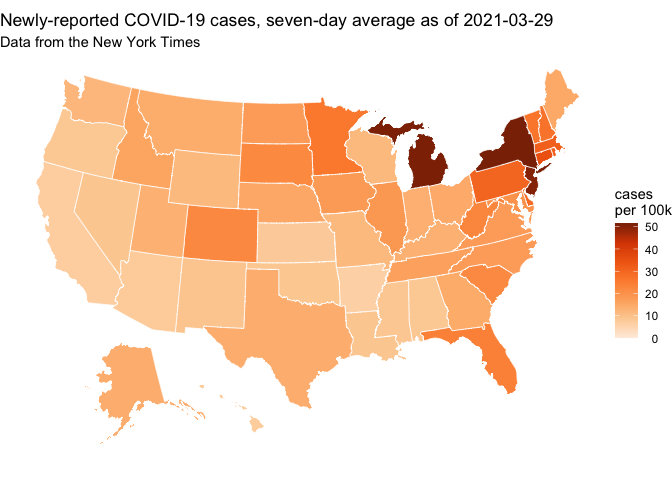 Newly-reported COVID-19 cases, seven-day average as of 2021-03-29
Data from the New York Times
cases
per 100k
50
40
30
20
10
0